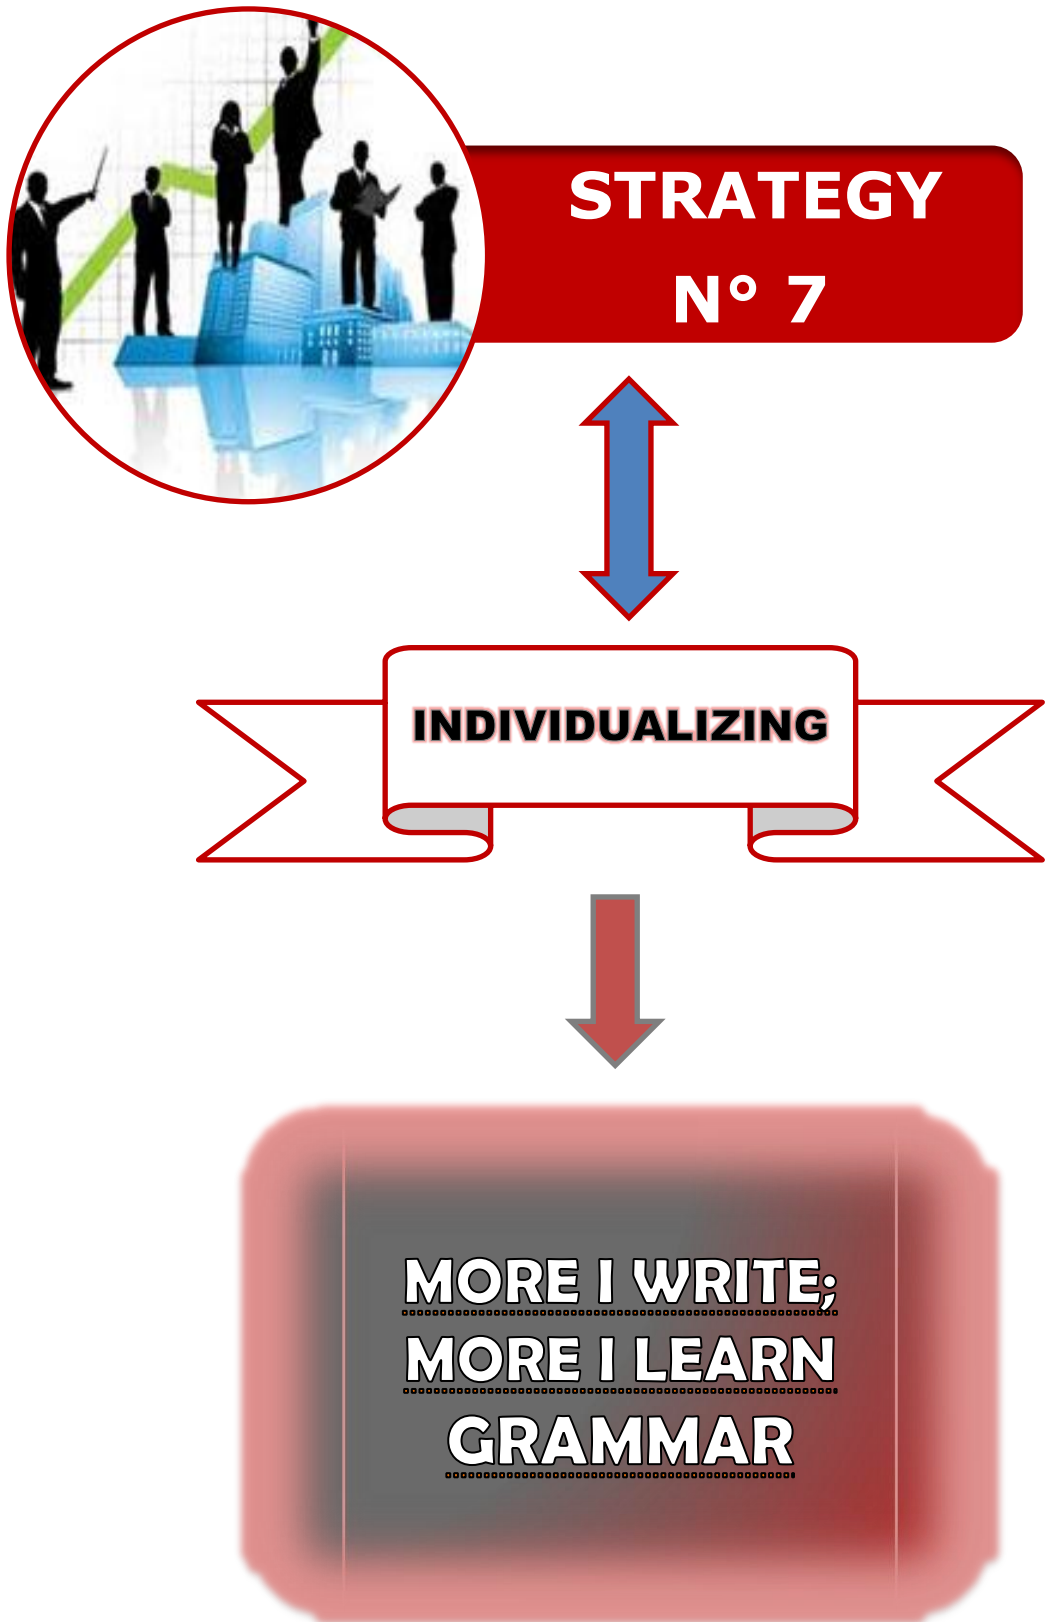 STRATEGY
N° 7
INDIVIDUALIZING
MORE I WRITE;
MORE I LEARN
GRAMMAR